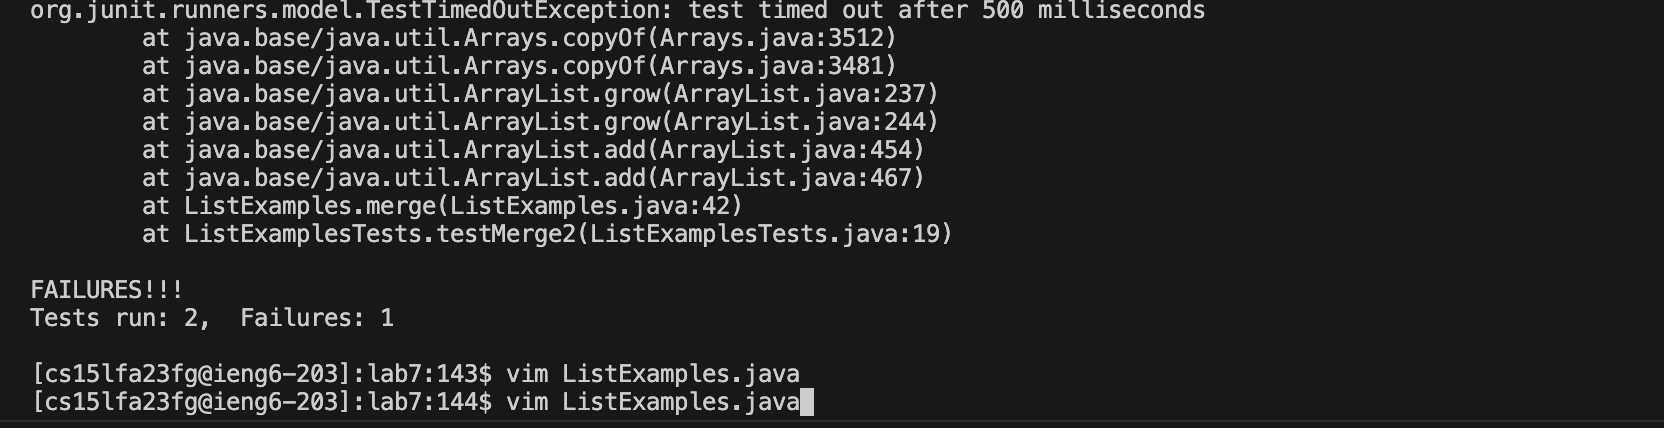 org.junit.runners.model.TestTimedOutException: test timed out after 500 milliseconds
at java.base/java.util.Arrays.copyOf(Arrays.java:3512)
at java.base/java.util.Arrays.copyOf(Arrays.java:3481)
at java.base/java.util.ArrayList.grow(ArrayList.java:237)
at java.base/java.util.ArrayList.grow(ArrayList.java:244)
at java.base/java.util.ArrayList.add(ArrayList.java:454)
at java.base/java.util.ArrayList.add(ArrayList.java:467)
at ListExamples.merge(ListExamples.java:42)
at ListExamplesTests.testMerge2(ListExamplesTests.java:19)
FAILURES!!!
Tests run: 2,  Failures: 1
[cs15lfa23fg@ieng6-203]:lab7:143$ vim ListExamples.java
[cs15lfa23fg@ieng6-203]:lab7:144$ vim ListExamples.java